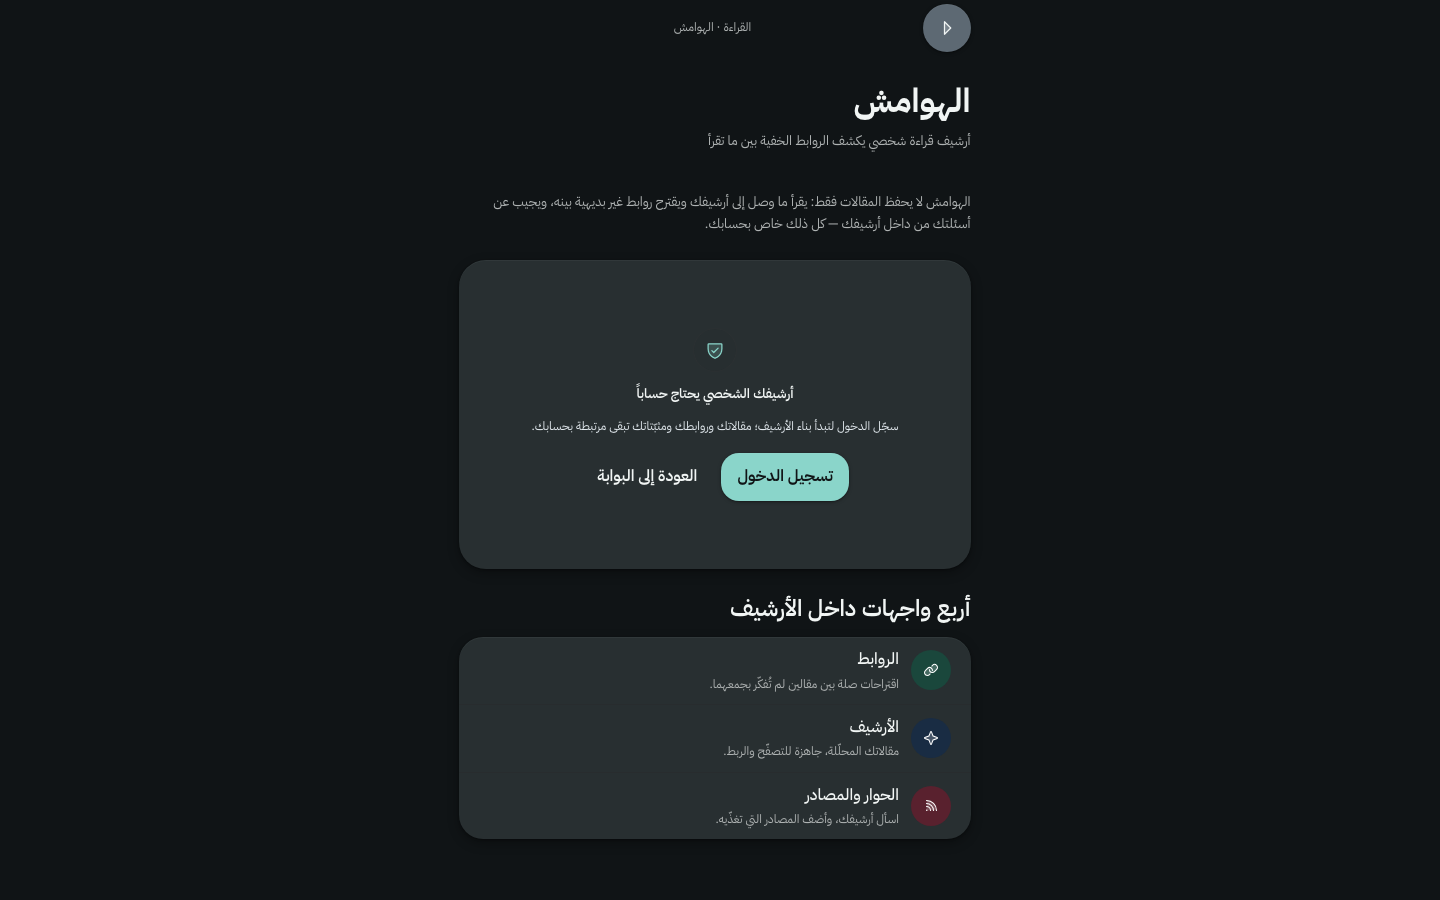 القراءة · الهوامش
الهوامش
أرشيف قراءة شخصي يكشف الروابط الخفية بين ما تقرأ
الهوامش لا يحفظ المقالات فقط: يقرأ ما وصل إلى أرشيفك ويقترح روابط غير بديهية بينه، ويجيب عن
أسئلتك من داخل أرشيفك — كل ذلك خاص بحسابك.
أرشيفك الشخصي يحتاج حساباً
سجّل الدخول لتبدأ بناء الأرشيف؛ مقالاتك وروابطك ومثبّتاتك تبقى مرتبطة بحسابك.
تسجيل الدخول
العودة إلى البوابة
أربع واجهات داخل الأرشيف
الروابط
اقتراحات صلة بين مقالين لم تُفكّر بجمعهما.
الأرشيف
مقالاتك المحلّلة، جاهزة للتصفّح والربط.
الحوار والمصادر
اسأل أرشيفك، وأضف المصادر التي تغذّيه.